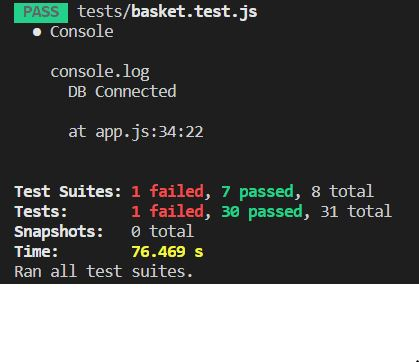 PASS tests/basket.test.js
● Console
console.log
DB Connected
at app.js:34:22
Test Suites: 1 failed, 7 passed, 8 total
Tests: 1 failed, 30 passed, 31 total
Snapshots: 0 total
Time: 76.469 s
Ran all test suites.